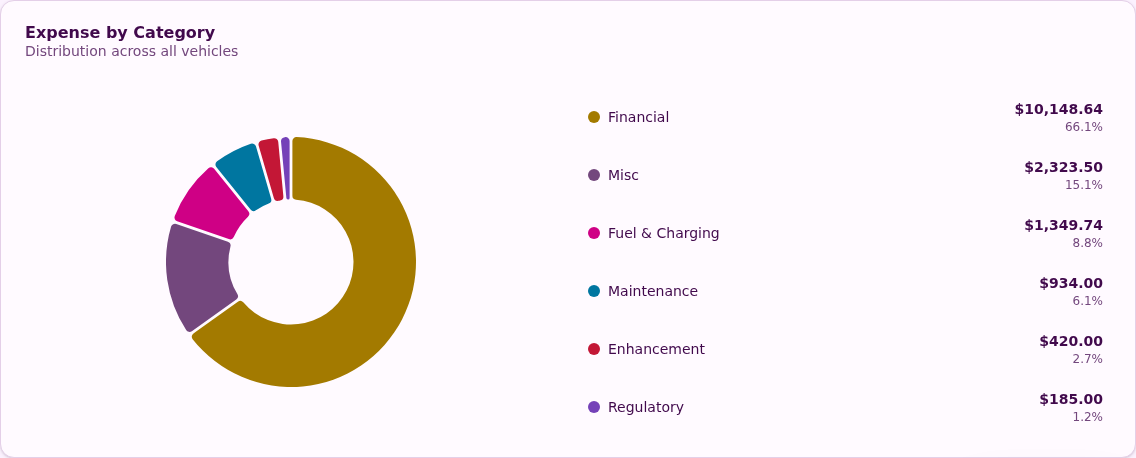 Expense by Category
Distribution across all vehicles
Financial
$10,148.64
66.1%
Misc
$2,323.50
15.1%
Fuel & Charging
$1,349.74
8.8%
Maintenance
$934.00
6.1%
Enhancement
$420.00
2.7%
Regulatory
$185.00
1.2%